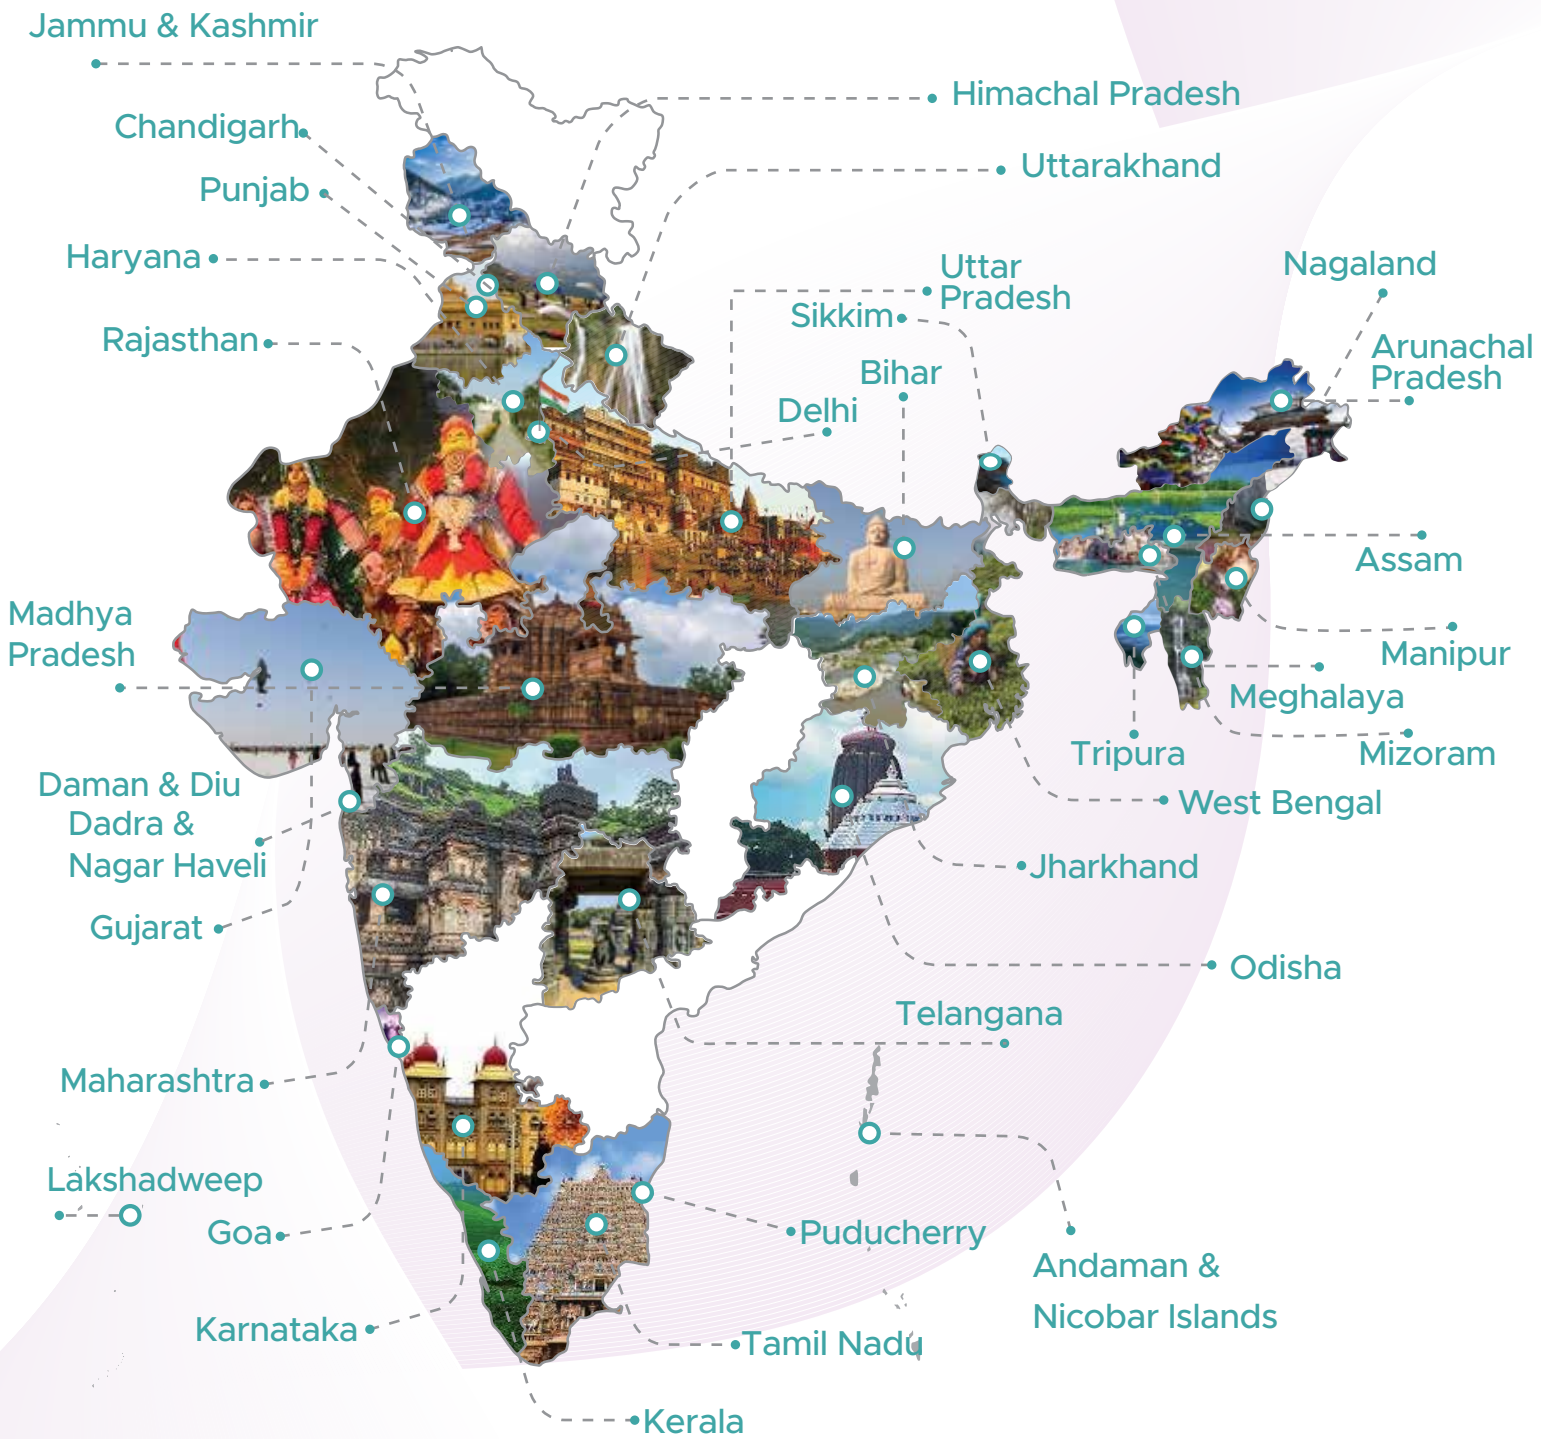 Jammu & Kashmir
Himachal Pradesh
Chandigarh
Uttarakhand
Punjab
Haryana
Uttar
Pradesh
Nagaland
Sikkim
Rajasthan
Arunachal
Pradesh
Bihar
Delhi
Assam
Madhya
Pradesh
Manipur
Meghalaya
Tripura
Mizoram
Daman & Diu
Dadra &
Nagar Haveli
West Bengal
Jharkhand
Gujarat
Odisha
Telangana
Maharashtra
Lakshadweep
Goa
Puducherry
Andaman &
Nicobar Islands
Karnataka
Tamil Nadu
Kerala